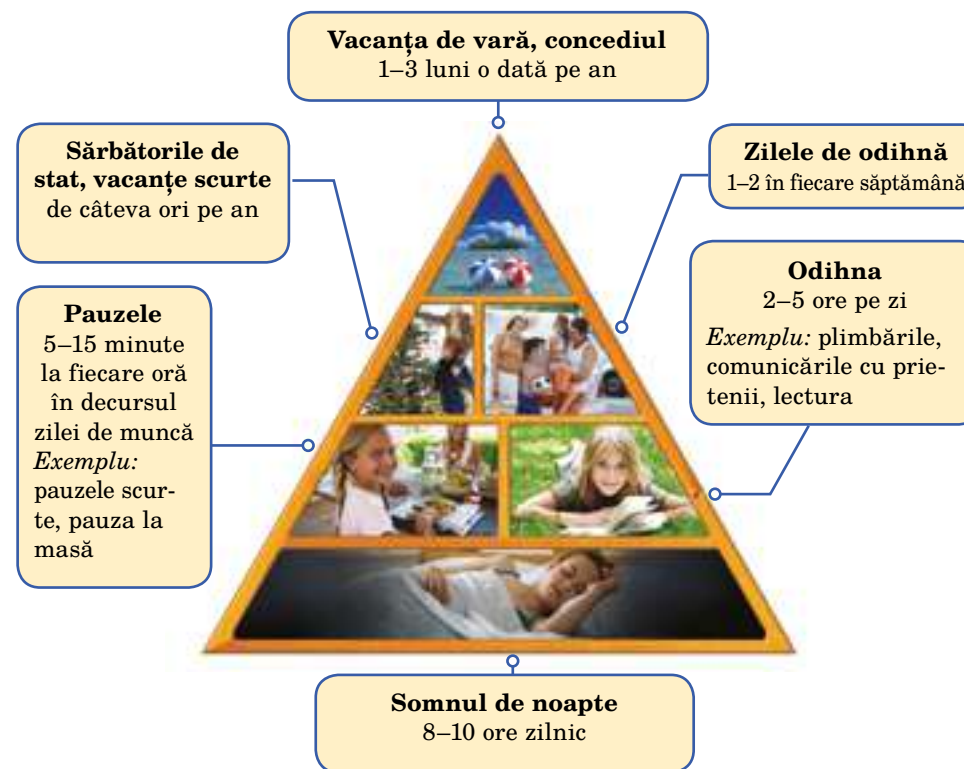 Vacanța de vară, concediul
1–3 luni o dată pe an
Sărbătorile de
stat, vacanțe scurte
de câteva ori pe an
Zilele de odihnă
1–2 în fiecare săptămână
Pauzele
5–15 minute
la fiecare oră
în decursul
zilei de muncă
Exemplu:
pauzele scur-
te, pauza la
masă
Odihna
2–5 ore pe zi
Exemplu: plimbările,
comunicările cu prie-
tenii, lectura
Somnul de noapte
8–10 ore zilnic